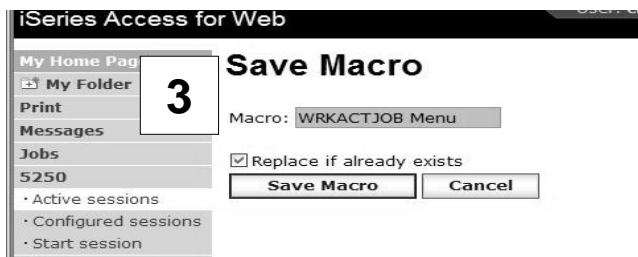 iSeries Access for Web
User:
My Home Pag
My Folder
Print
Messages
Jobs
5250
· Active sessions
· Configured sessions
· Start session
3
Save Macro
Macro: WRKACTJOB Menu
Replace if already exists
Save Macro
Cancel